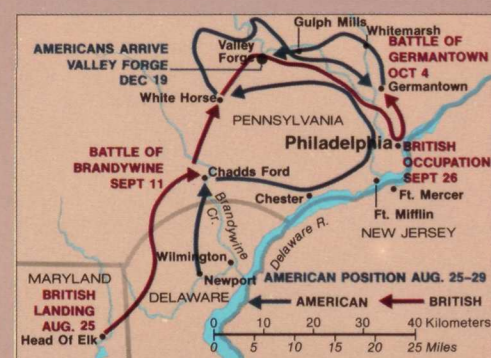 Gulph Mills
Whitemarsh
AMERICANS ARRIVE
VALLEY FORGE
DEC 19
Valley
Forge
BATTLE OF
GERMANTOWN
OCT 4
Germantown
White Horse
PENNSYLVANIA
Philadelphia
BRITISH
OCCUPATION
SEPT 26
BATTLE OF
BRANDYWINE
SEPT 11
Chadds Ford
Chester
Ft. Mercer
Ft. Mifflin
NEW JERSEY
Brandywine
Cr.
Delaware R.
Wilmington
Newport
AMERICAN POSITION AUG. 25–29
MARYLAND
DELAWARE
BRITISH
LANDING
AUG. 25
Head Of Elk
AMERICAN
BRITISH
0 10 20 30 40 Kilometers
0 5 10 15 20 25 Miles